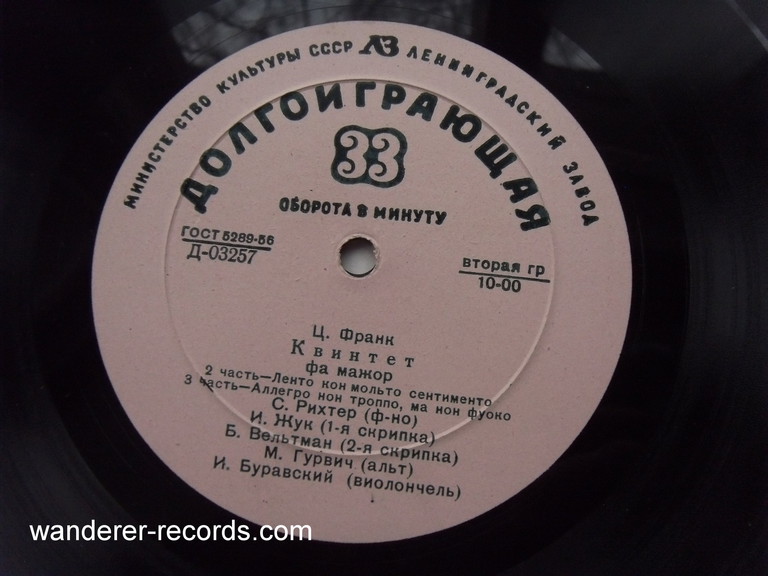 МИНИСТЕРСТВО КУЛЬТУРЫ СССР ЛЗ ЛЕНИНГРАДСКИЙ ЗАВОД
ДОЛГОИГРАЮЩАЯ
33
ОБОРОТА В МИНУТУ
ГОСТ 5289-56
Д-03257
вторая гр
10-00
Ц. Франк
Квинтет
фа мажор
2 часть—Ленто кон мольто сентименто
3 часть—Аллегро нон троппо, ма кон фуоко
С. Рихтер (ф-но)
И. Жук (1-я скрипка)
Б. Вельтман (2-я скрипка)
М. Гурвич (альт)
И. Буравский (виолончель)
wanderer-records.com